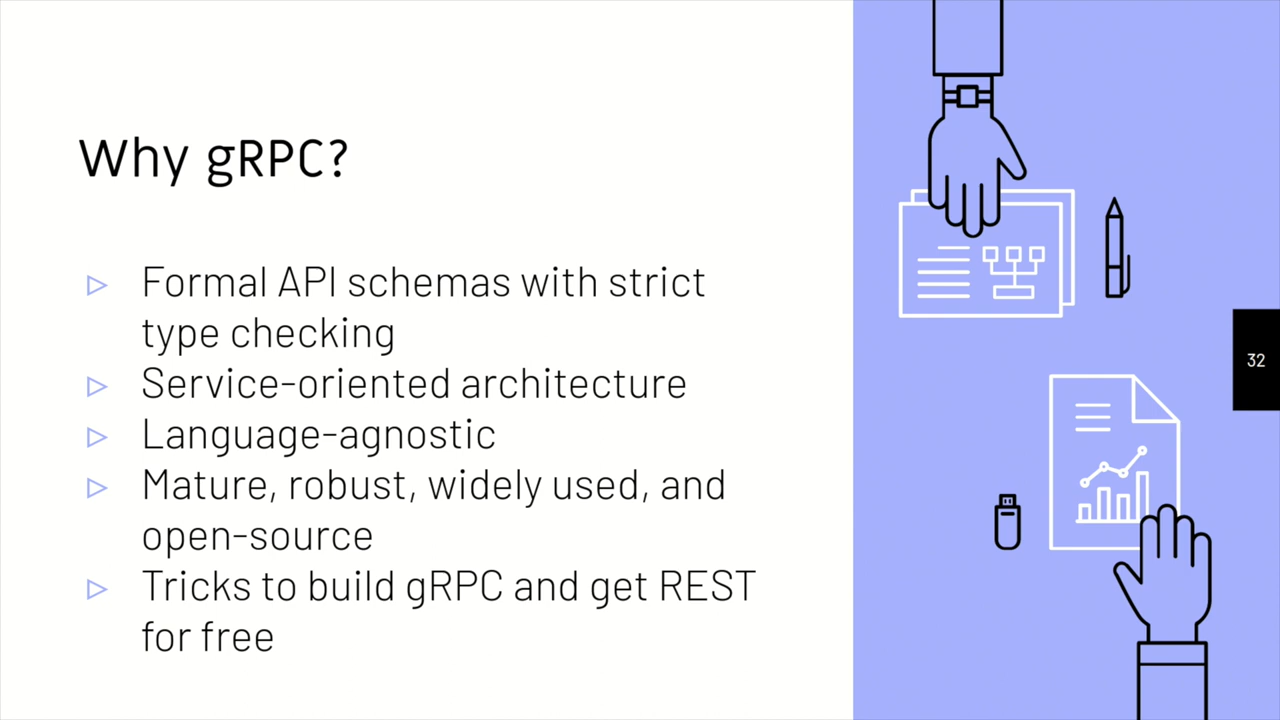 Why gRPC?
Formal API schemas with strict
type checking
Service-oriented architecture
Language-agnostic
Mature, robust, widely used, and
open-source
Tricks to build gRPC and get REST
for free
32